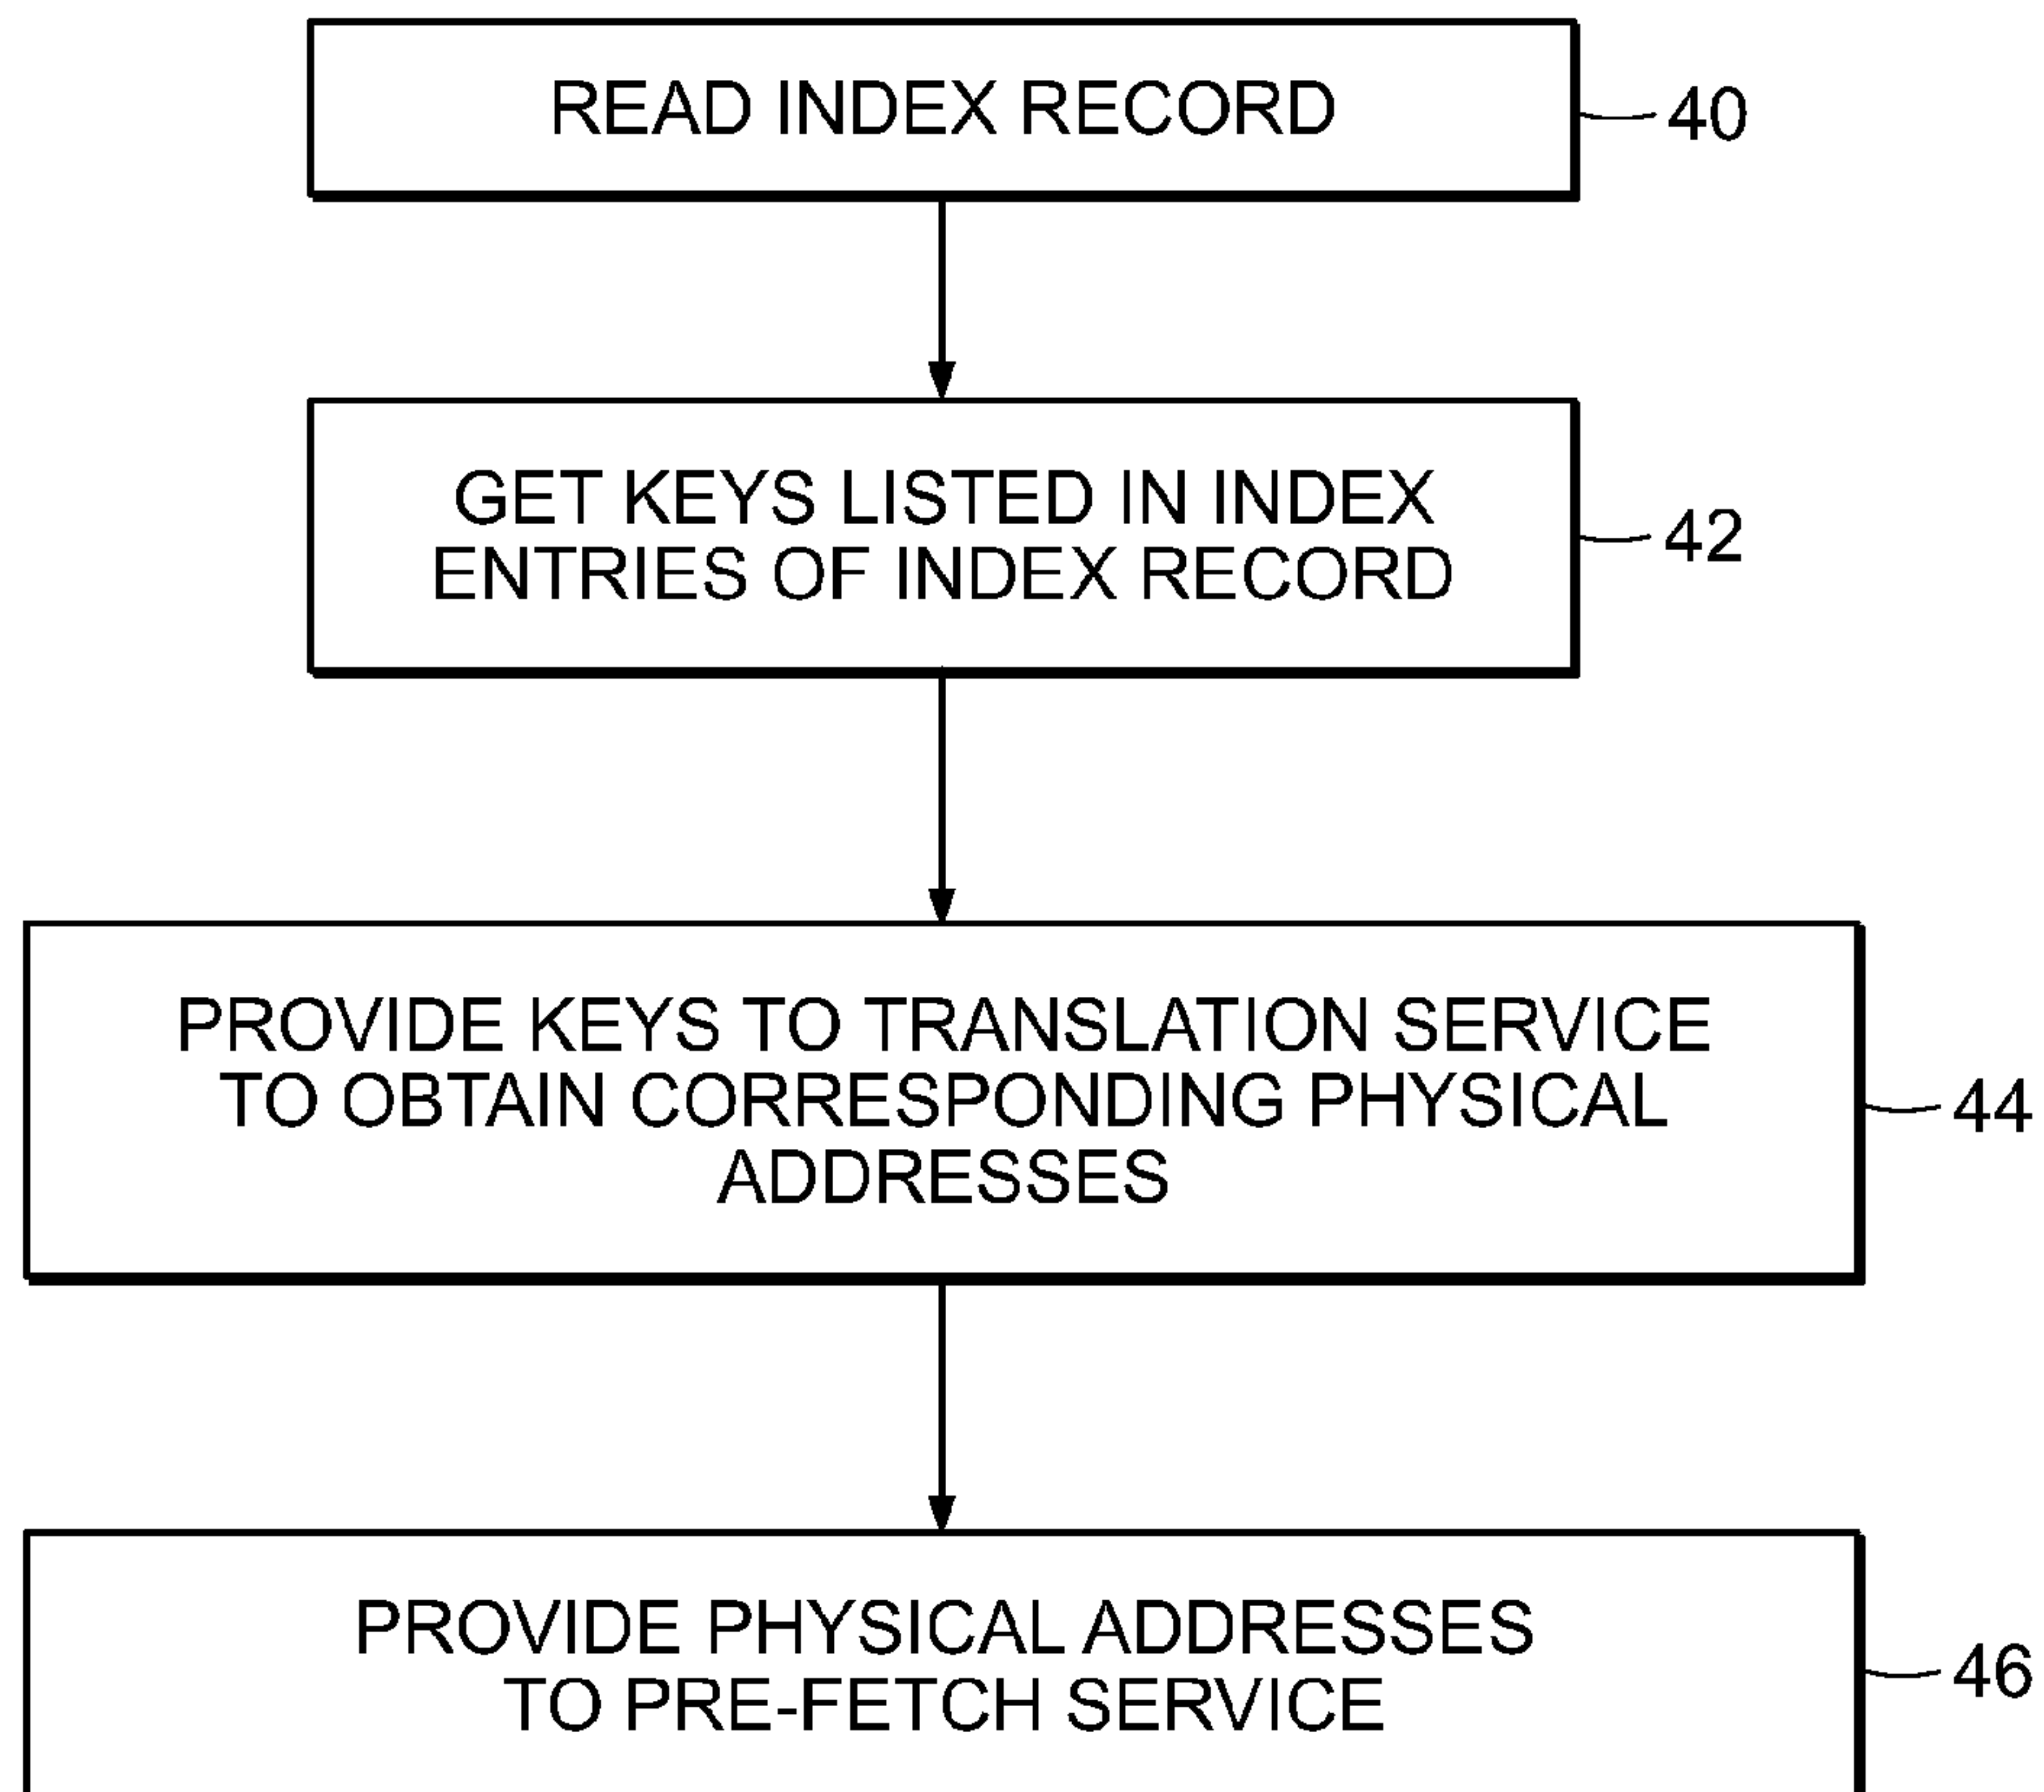 READ INDEX RECORD
40
GET KEYS LISTED IN INDEX
ENTRIES OF INDEX RECORD
42
PROVIDE KEYS TO TRANSLATION SERVICE
TO OBTAIN CORRESPONDING PHYSICAL
ADDRESSES
44
PROVIDE PHYSICAL ADDRESSES
TO PRE-FETCH SERVICE
46